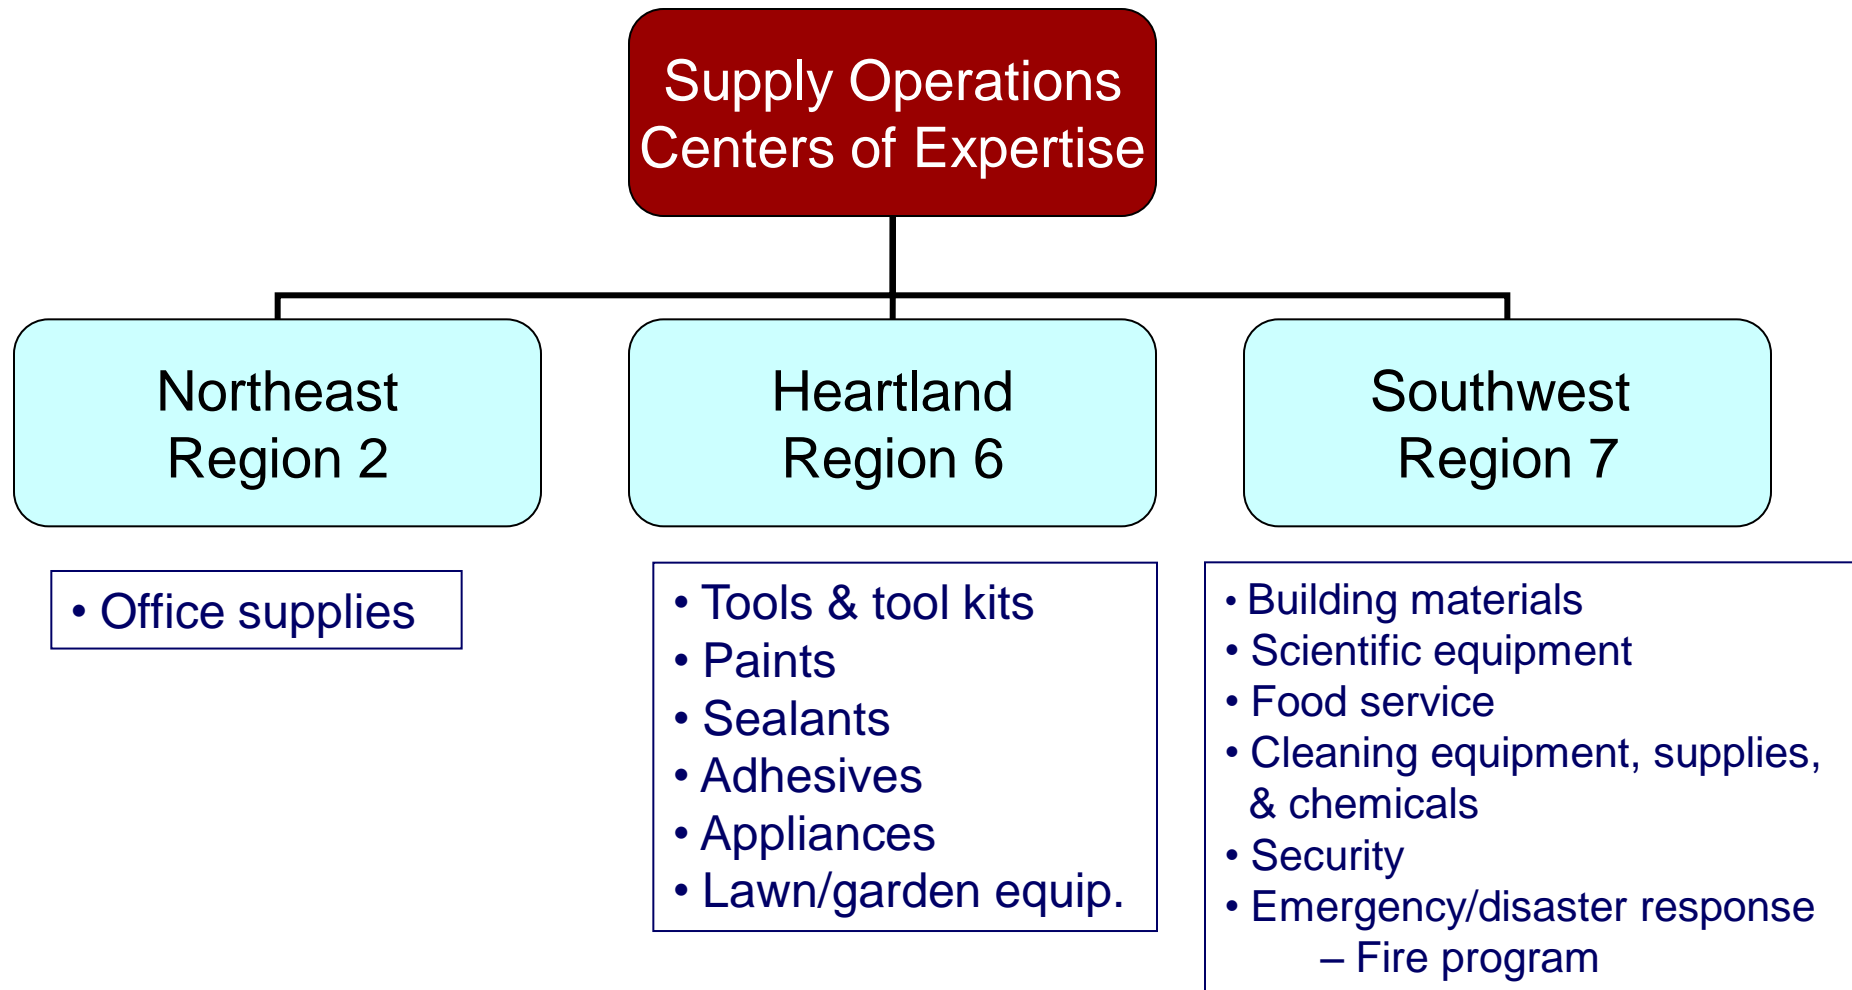 Supply Operations
Centers of Expertise
Northeast
Region 2
Heartland
Region 6
Southwest
Region 7
• Office supplies
• Tools & tool kits
• Paints
• Sealants
• Adhesives
• Appliances
• Lawn/garden equip.
• Building materials
• Scientific equipment
• Food service
• Cleaning equipment, supplies,
& chemicals
• Security
• Emergency/disaster response
– Fire program